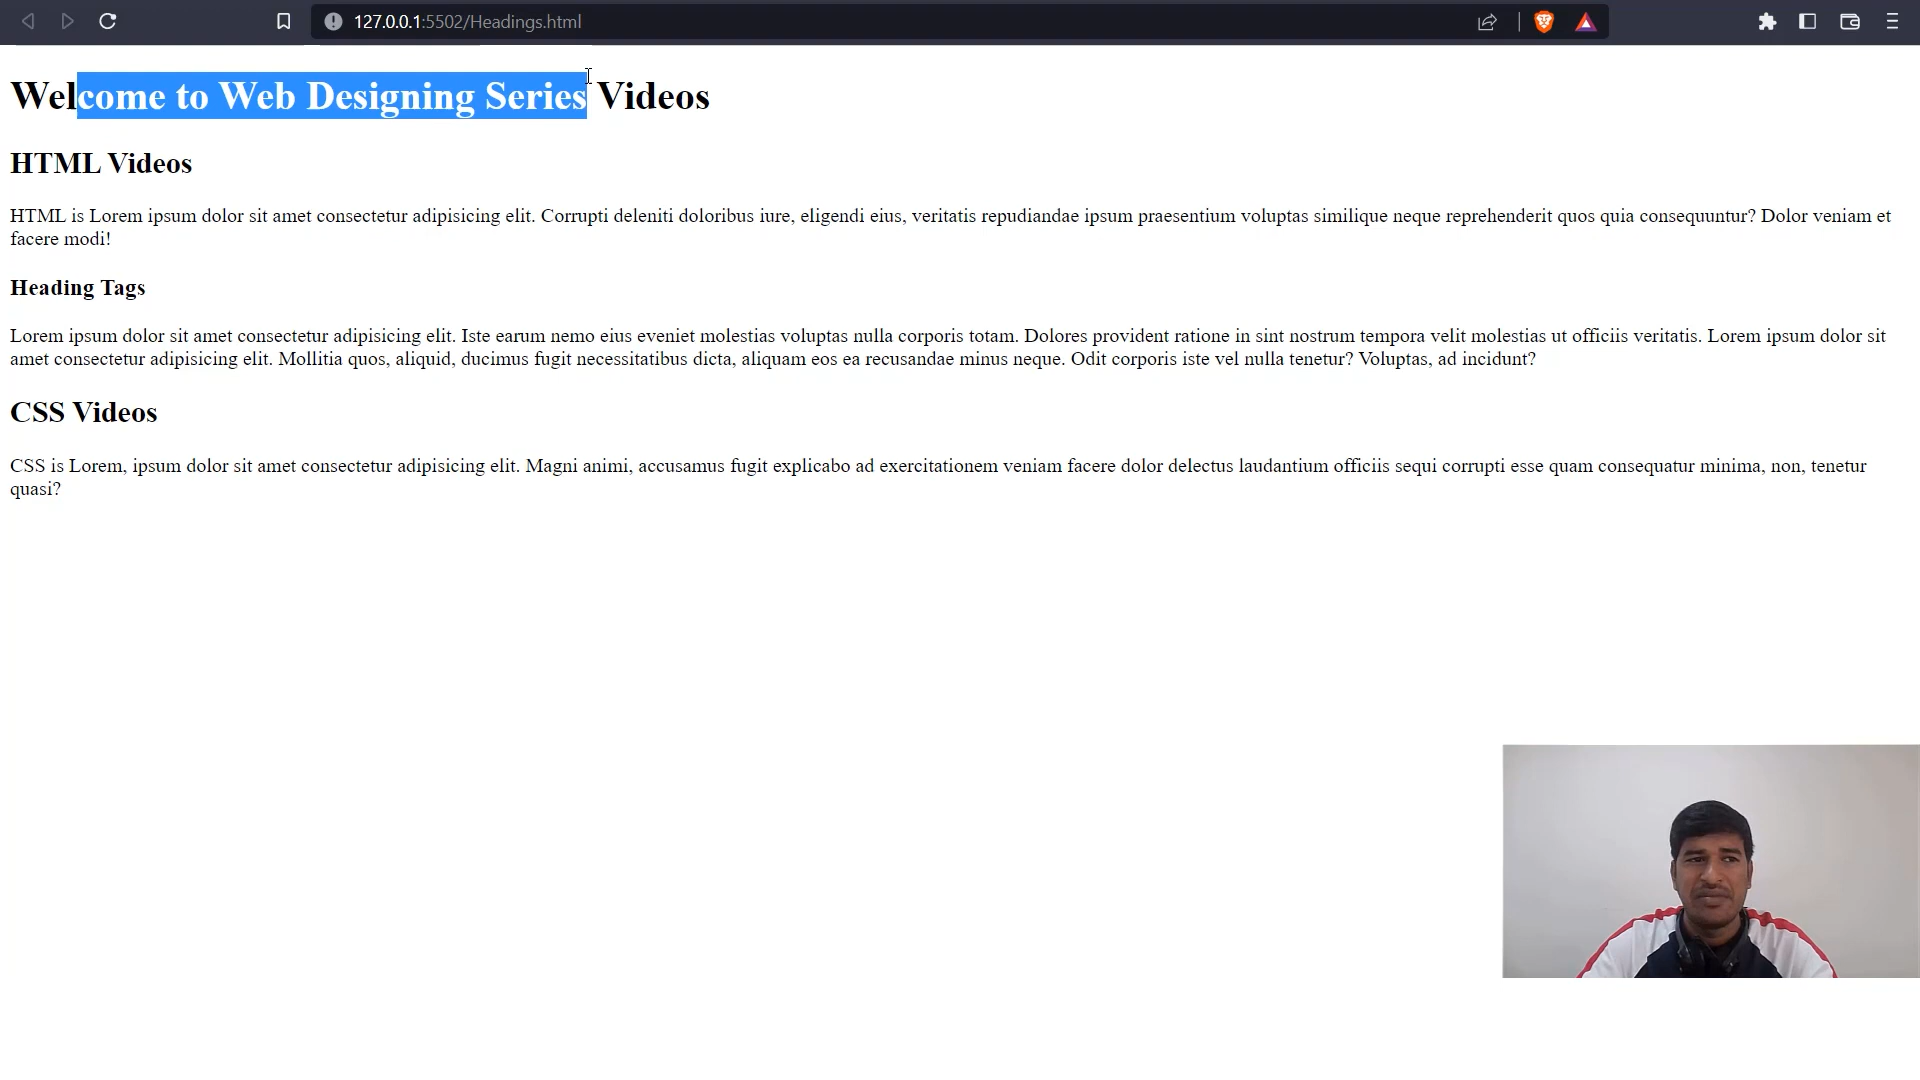 127.0.0.1:5502/Headings.html
Welcome to Web Designing Series Videos
HTML Videos
HTML is Lorem ipsum dolor sit amet consectetur adipisicing elit. Corrupti deleniti doloribus iure, eligendi eius, veritatis repudiandae ipsum praesentium voluptas similique neque reprehenderit quos quia consequuntur? Dolor veniam et
facere modi!
Heading Tags
Lorem ipsum dolor sit amet consectetur adipisicing elit. Iste earum nemo eius eveniet molestias voluptas nulla corporis totam. Dolores provident ratione in sint nostrum tempora velit molestias ut officiis veritatis. Lorem ipsum dolor sit
amet consectetur adipisicing elit. Mollitia quos, aliquid, ducimus fugit necessitatibus dicta, aliquam eos ea recusandae minus neque. Odit corporis iste vel nulla tenetur? Voluptas, ad incidunt?
CSS Videos
CSS is Lorem, ipsum dolor sit amet consectetur adipisicing elit. Magni animi, accusamus fugit explicabo ad exercitationem veniam facere dolor delectus laudantium officiis sequi corrupti esse quam consequatur minima, non, tenetur
quasi?